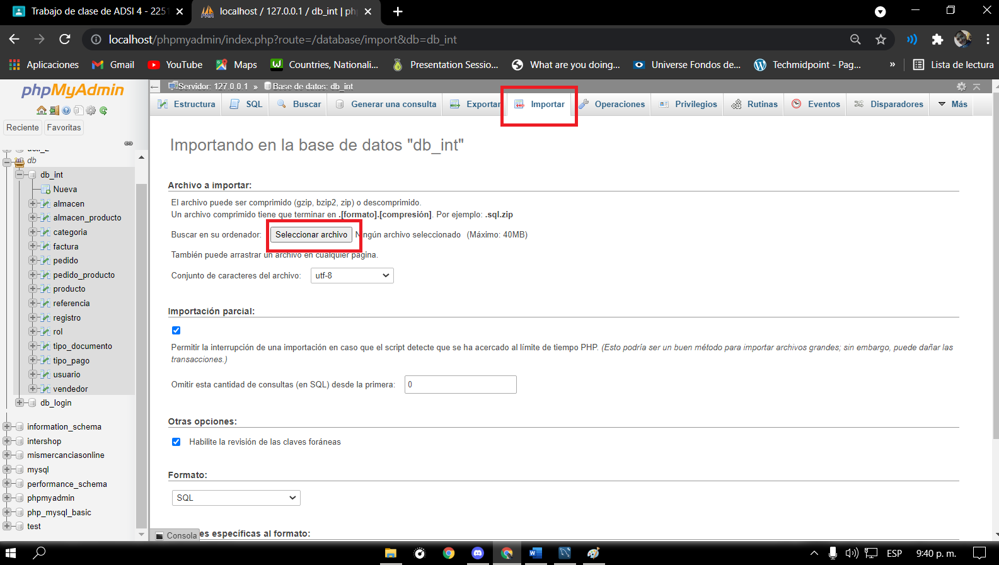 Trabajo de clase de ADSI 4 - 2251
localhost / 127.0.0.1 / db_int | ph
localhost/phpmyadmin/index.php?route=/database/import&db=db_int
Aplicaciones
Gmail
YouTube
Maps
Countries, Nationali...
Presentation Sessio...
What are you doing...
Universe Fondos de...
Techmidpoint - Pag...
»
Lista de lectura
phpMyAdmin
Reciente
Favoritas
db
db_int
Nueva
almacen
almacen_producto
categoria
factura
pedido
pedido_producto
producto
referencia
registro
rol
tipo_documento
tipo_pago
usuario
vendedor
db_login
information_schema
intershop
mismercanciasonline
mysql
performance_schema
phpmyadmin
php_mysql_basic
test
Servidor: 127.0.0.1 » Base de datos: db_int
Estructura
SQL
Buscar
Generar una consulta
Exportar
Importar
Operaciones
Privilegios
Rutinas
Eventos
Disparadores
Más
Importando en la base de datos "db_int"
Archivo a importar:
El archivo puede ser comprimido (gzip, bzip2, zip) o descomprimido.
Un archivo comprimido tiene que terminar en .[formato].[compresión]. Por ejemplo: .sql.zip
Buscar en su ordenador: Seleccionar archivo Ningún archivo seleccionado (Máximo: 40MB)
También puede arrastrar un archivo en cualquier página.
Conjunto de caracteres del archivo: utf-8
Importación parcial:
Permitir la interrupción de una importación en caso que el script detecte que se ha acercado al límite de tiempo PHP. (Esto podría ser un buen método para importar archivos grandes; sin embargo, puede dañar las
transacciones.)
Omitir esta cantidad de consultas (en SQL) desde la primera: 0
Otras opciones:
Habilite la revisión de las claves foráneas
Formato:
SQL
Consola
es específicas al formato:
ESP
9:40 p. m.